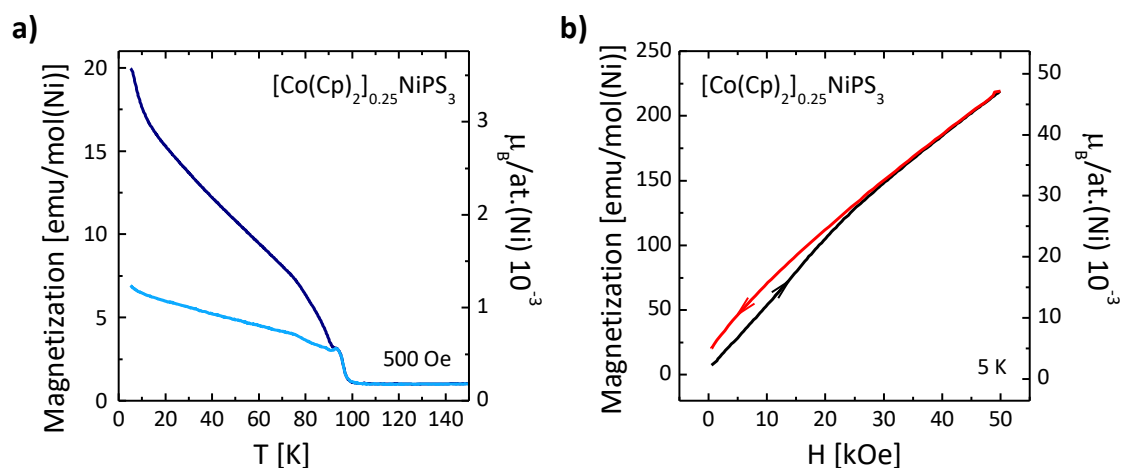 a)
Magnetization [emu/mol(Ni)]
20
15
10
5
0
[Co(Cp)₂]₀.₂₅NiPS₃
500 Oe
3
2
1
0
μ_B/at.(Ni) 10⁻³
0 20 40 60 80 100 120 140
T [K]
b)
Magnetization [emu/mol(Ni)]
250
200
150
100
50
0
[Co(Cp)₂]₀.₂₅NiPS₃
5 K
50
40
30
20
10
0
μ_B/at.(Ni) 10⁻³
0 10 20 30 40 50
H [kOe]